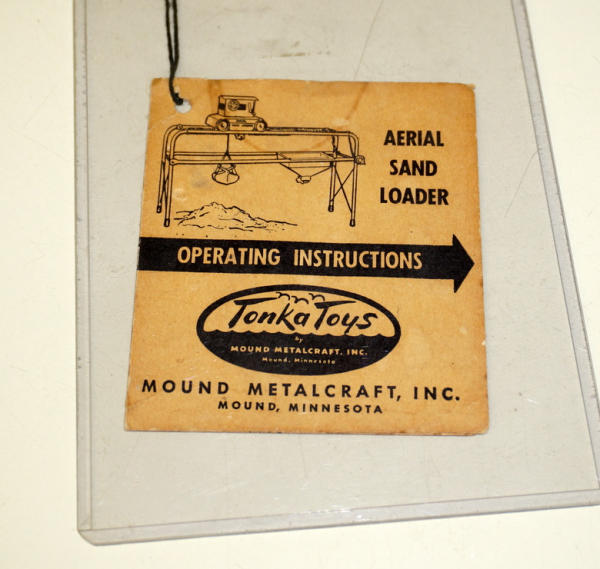 AERIAL
SAND
LOADER
OPERATING INSTRUCTIONS
Tonka Toys
by
MOUND METALCRAFT, INC.
Mound, Minnesota
MOUND METALCRAFT, INC.
MOUND, MINNESOTA